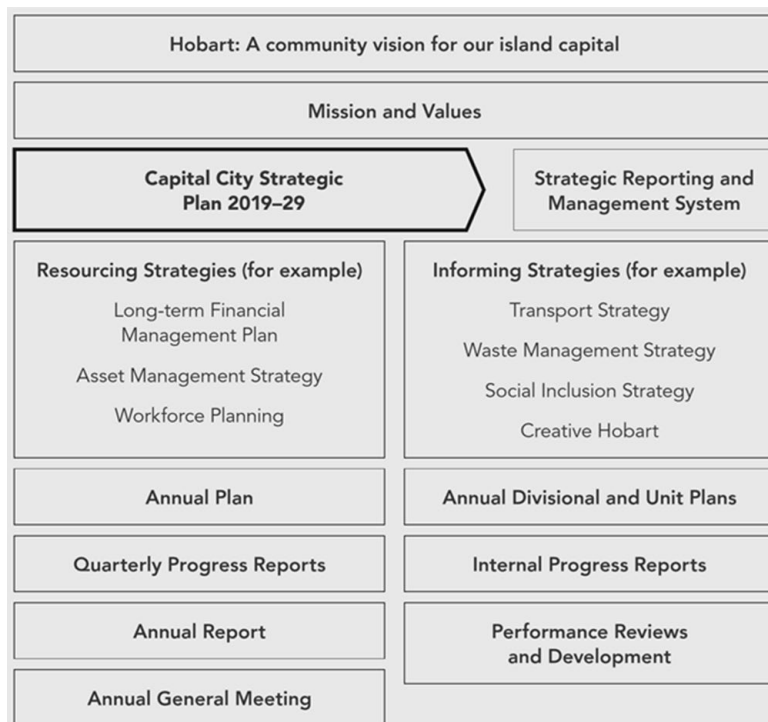 Hobart: A community vision for our island capital
Mission and Values
Capital City Strategic
Plan 2019–29
Strategic Reporting and
Management System
Resourcing Strategies (for example)
Long-term Financial
Management Plan
Asset Management Strategy
Workforce Planning
Informing Strategies (for example)
Transport Strategy
Waste Management Strategy
Social Inclusion Strategy
Creative Hobart
Annual Plan
Annual Divisional and Unit Plans
Quarterly Progress Reports
Internal Progress Reports
Annual Report
Performance Reviews
and Development
Annual General Meeting